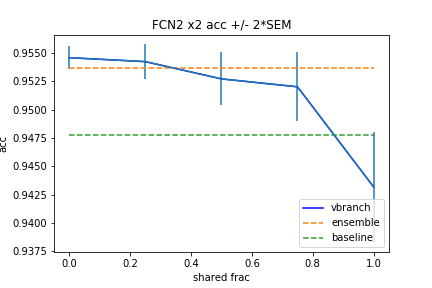 FCN2 x2 acc +/- 2*SEM
0.9550
0.9525
0.9500
0.9475
0.9450
0.9425
0.9400
0.9375
acc
vbranch
ensemble
baseline
0.0 0.2 0.4 0.6 0.8 1.0
shared frac